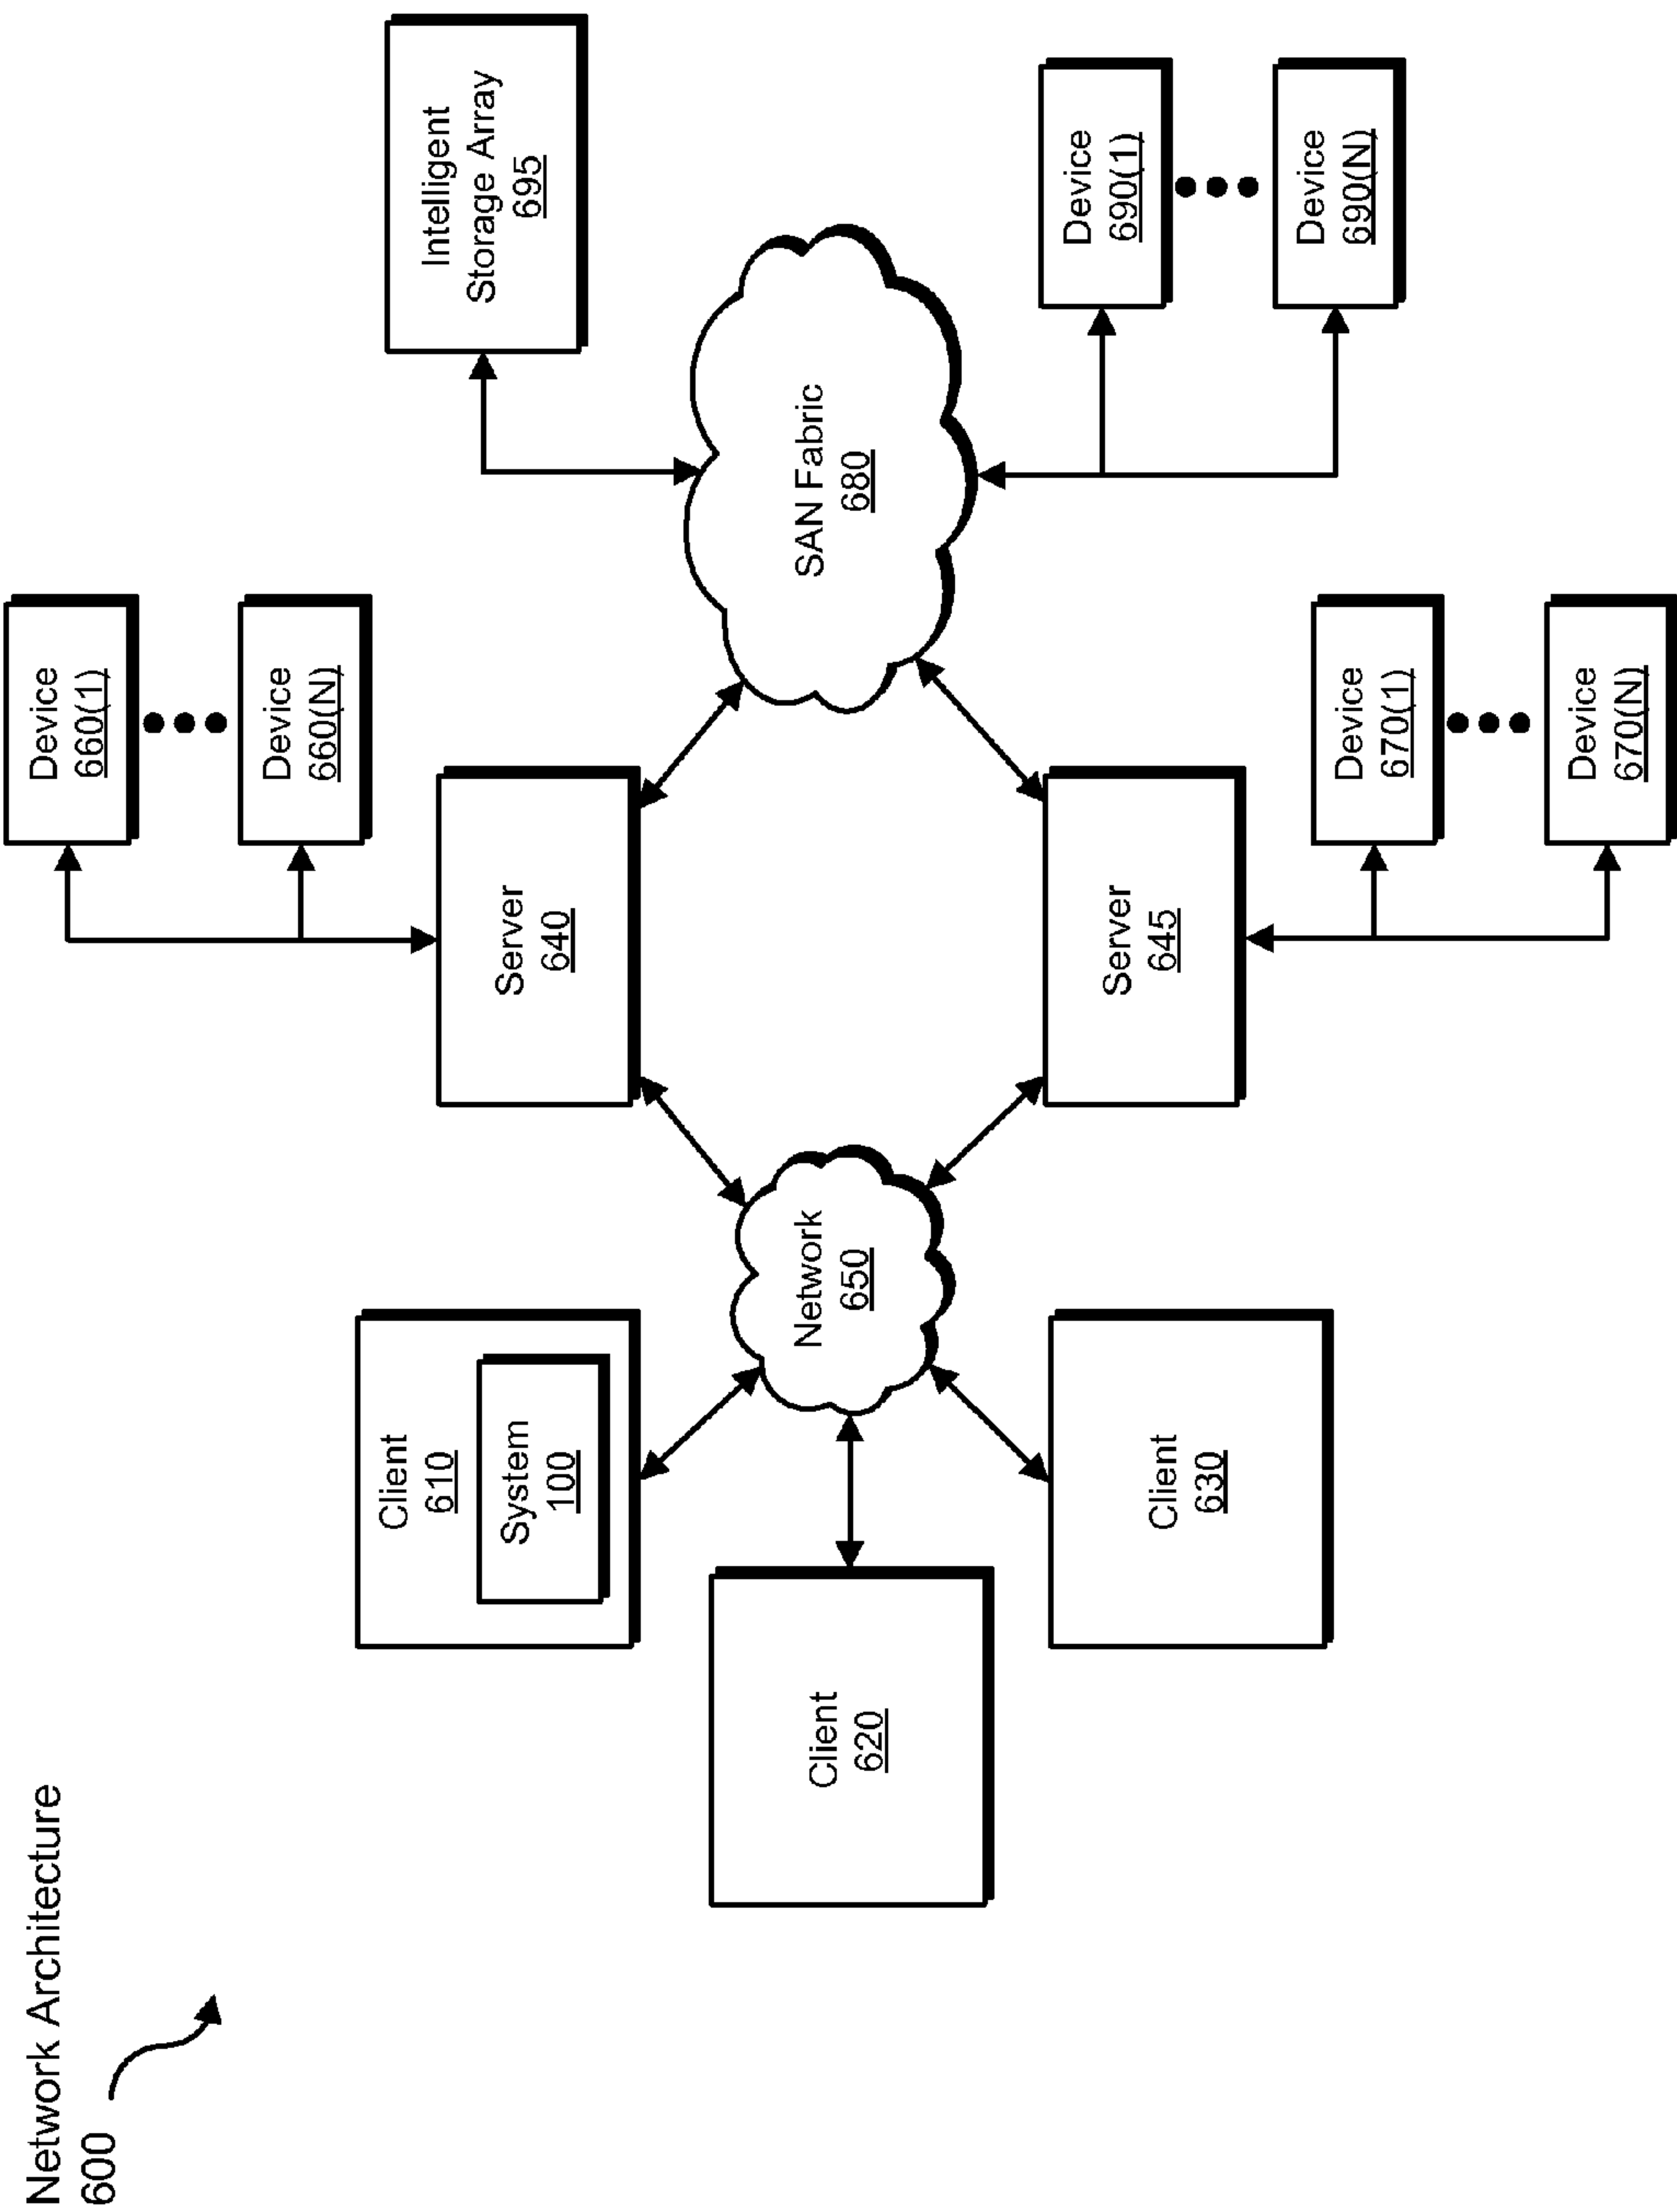 Network Architecture
600
Client
610
System
100
Client
620
Client
630
Network
650
Server
640
Server
645
Device
660(1)
Device
660(N)
Device
670(1)
Device
670(N)
SAN Fabric
680
Intelligent
Storage Array
695
Device
690(1)
Device
690(N)